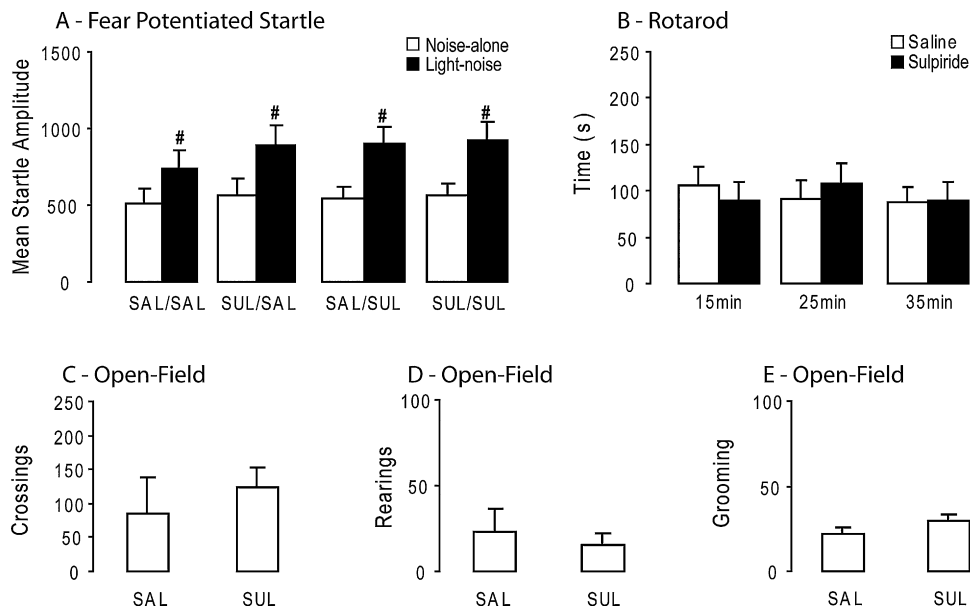 A - Fear Potentiated Startle
Noise-alone
Light-noise
Mean Startle Amplitude
1500
1000
500
0
# # # #
SAL/SAL SUL/SAL SAL/SUL SUL/SUL
B - Rotarod
Saline
Sulpiride
Time (s)
250
200
150
100
50
0
15min 25min 35min
C - Open-Field
Crossings
250
200
150
100
50
0
SAL SUL
D - Open-Field
Rearings
100
50
0
SAL SUL
E - Open-Field
Grooming
100
50
0
SAL SUL